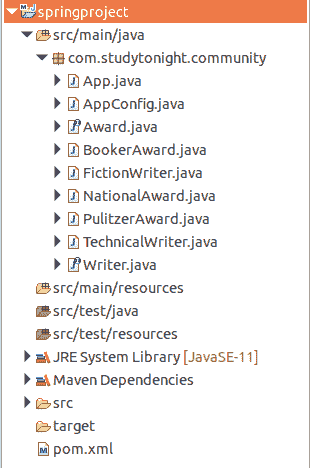 springproject
src/main/java
com.studytonight.community
App.java
AppConfig.java
Award.java
BookerAward.java
FictionWriter.java
NationalAward.java
PulitzerAward.java
TechnicalWriter.java
Writer.java
src/main/resources
src/test/java
src/test/resources
JRE System Library [JavaSE-11]
Maven Dependencies
src
target
pom.xml